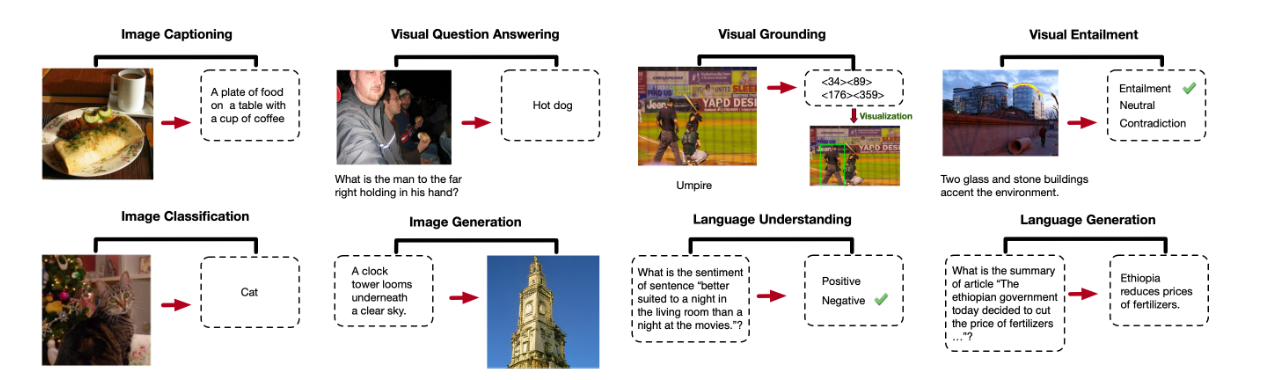 Image Captioning
A plate of food
on a table with
a cup of coffee
Visual Question Answering
Hot dog
What is the man to the far
right holding in his hand?
Visual Grounding
<34><89>
<176><359>
Visualization
Umpire
Visual Entailment
Entailment
Neutral
Contradiction
Two glass and stone buildings
accent the environment.
Image Classification
Cat
Image Generation
A clock
tower looms
underneath
a clear sky.
Language Understanding
What is the sentiment
of sentence “better
suited to a night in
the living room than a
night at the movies.”?
Positive
Negative
Language Generation
What is the summary
of article “The
ethiopian government
today decided to cut
the price of fertilizers
…”?
Ethiopia
reduces prices
of fertilizers.